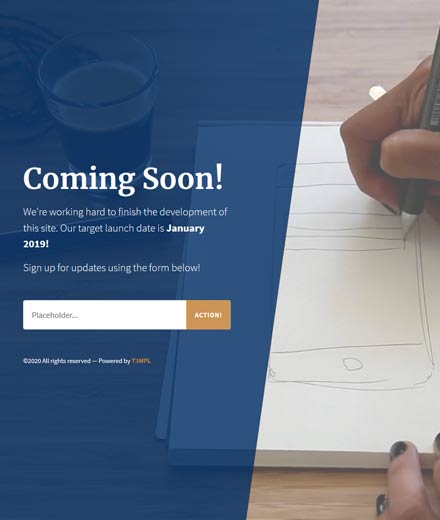 Coming Soon!
We're working hard to finish the development of
this site. Our target launch date is January
2019!
Sign up for updates using the form below!
Placeholder... ACTION!
©2020 All rights reserved — Powered by T3MPL